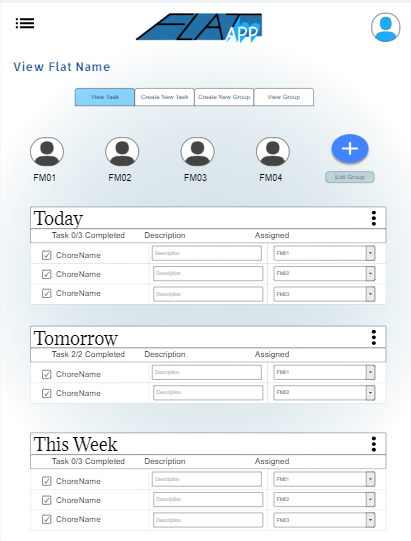 FLAT APP
View Flat Name
View Task Create New Task Create New Group View Group
FM01 FM02 FM03 FM04 Edit Group
Today
Task 0/3 Completed Description Assigned
ChoreName Description FM01
ChoreName Description FM02
ChoreName Description FM03
Tomorrow
Task 2/2 Completed Description Assigned
ChoreName Description FM01
ChoreName Description FM02
This Week
Task 0/3 Completed Description Assigned
ChoreName Description FM01
ChoreName Description FM02
ChoreName Description FM03